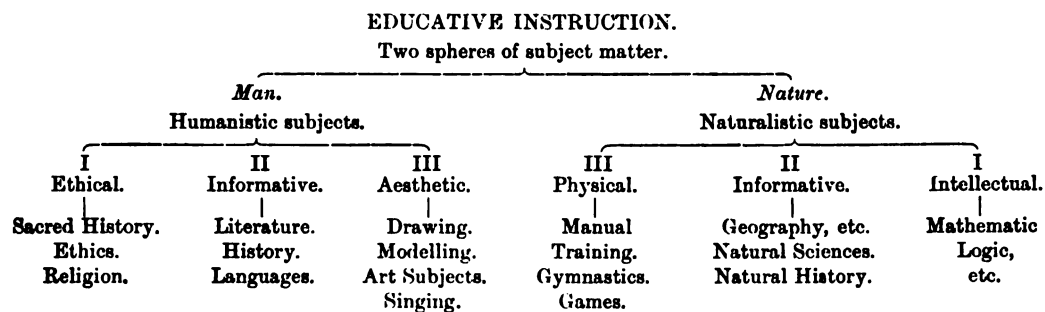 EDUCATIVE INSTRUCTION.
Two spheres of subject matter.
Man. Nature.
Humanistic subjects. Naturalistic subjects.
I II III III II I
Ethical. Informative. Aesthetic. Physical. Informative. Intellectual.
Sacred History. Literature. Drawing. Manual Geography, etc. Mathematic
Ethics. History. Modelling. Training. Natural Sciences. Logic,
Religion. Languages. Art Subjects. Gymnastics. Natural History. etc.
Singing. Games.